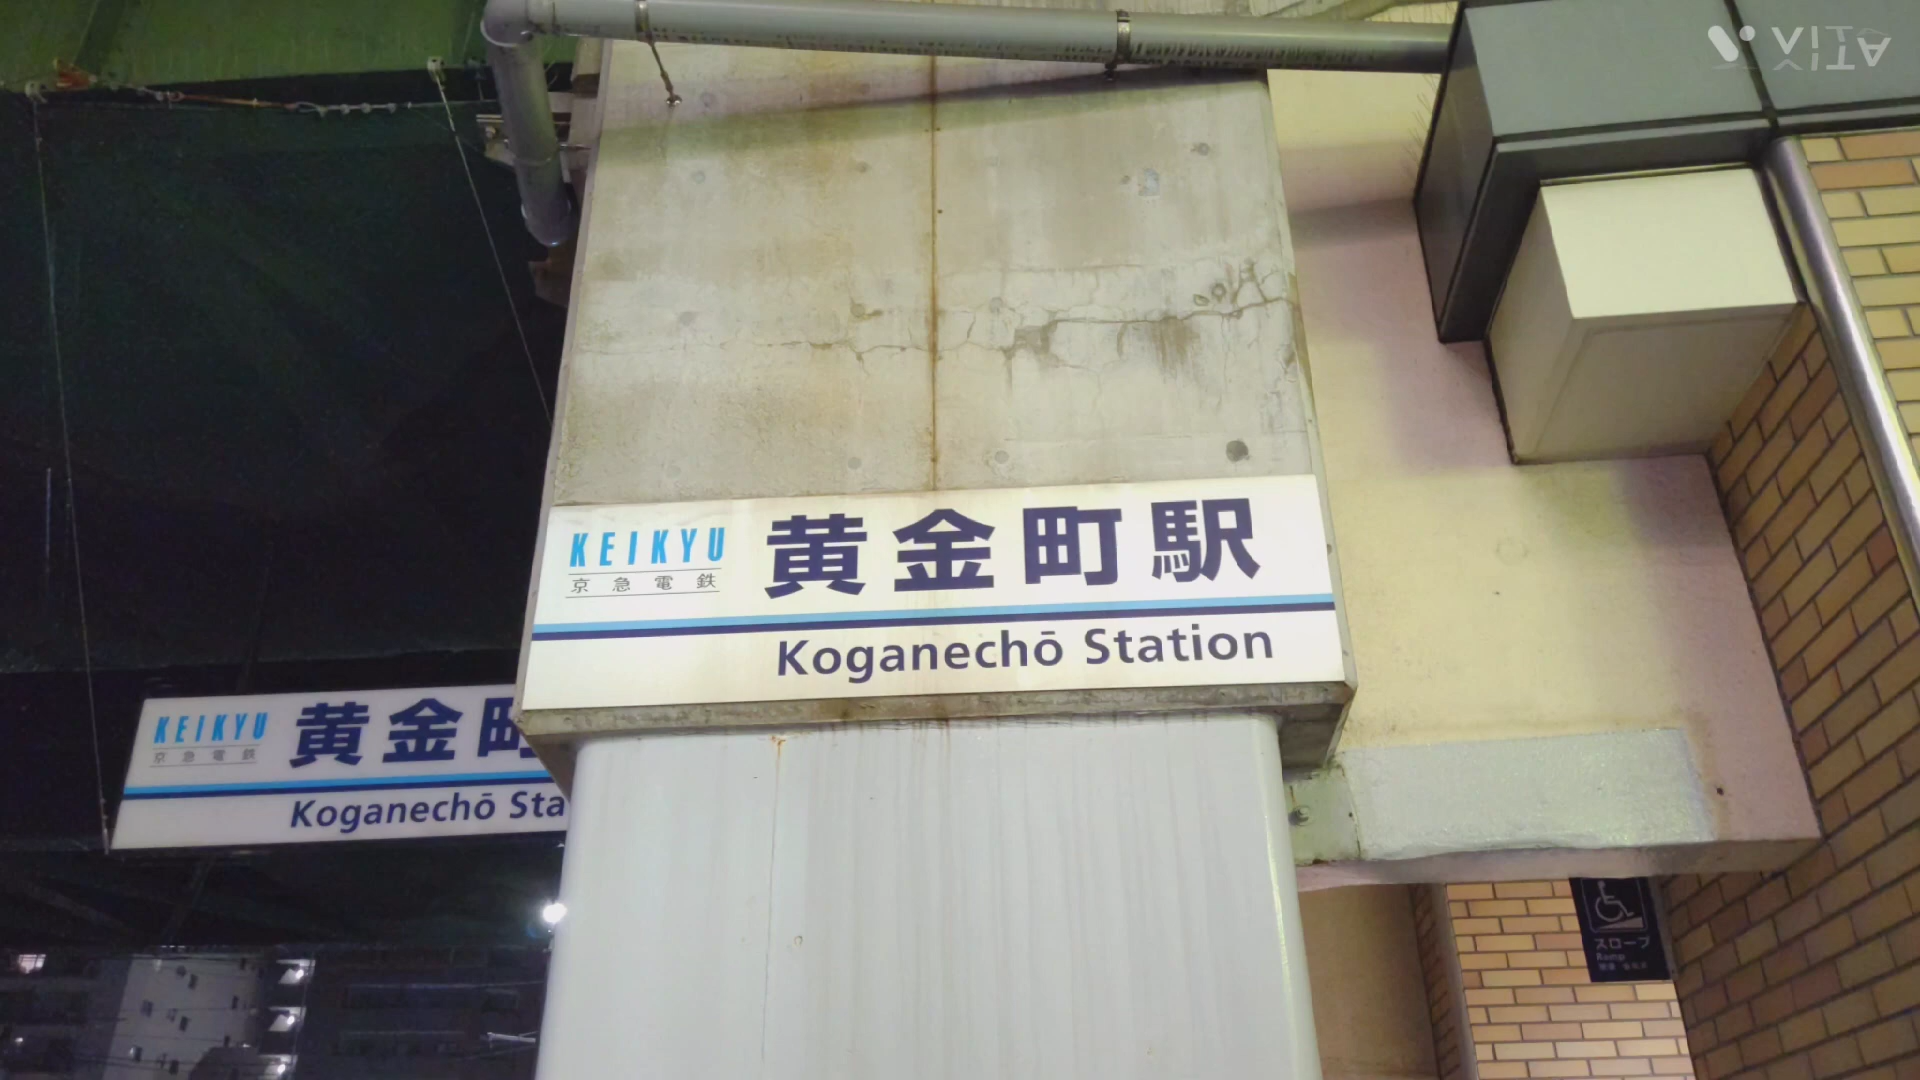 VITA
KEIKYU
京急電鉄
黄金町駅
Koganechō Station
KEIKYU
京急電鉄
黄金町
Koganechō Sta
スロープ
Ramp